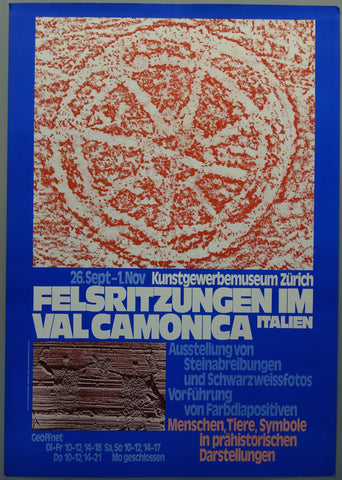 26. Sept–1. Nov Kunstgewerbemuseum Zürich
FELSRITZUNGEN IM
VAL CAMONICA ITALIEN
Ausstellung von
Steinabreibungen
und Schwarzweissfotos
Vorführung
von Farbdiapositiven
Menschen, Tiere, Symbole
in prähistorischen
Darstellungen
Geöffnet
Di-Fr 10-12, 14-18 Sa, So 10-12, 14-17
Do 10-12, 14-21 Mo geschlossen